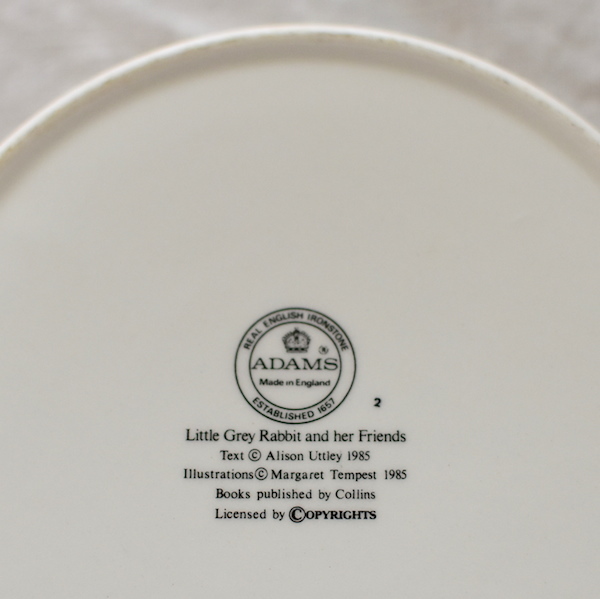 REAL ENGLISH IRONSTONE
®
ADAMS
Made in England
ESTABLISHED 1657
2
Little Grey Rabbit and her Friends
Text © Alison Uttley 1985
Illustrations © Margaret Tempest 1985
Books published by Collins
Licensed by ©OPYRIGHTS